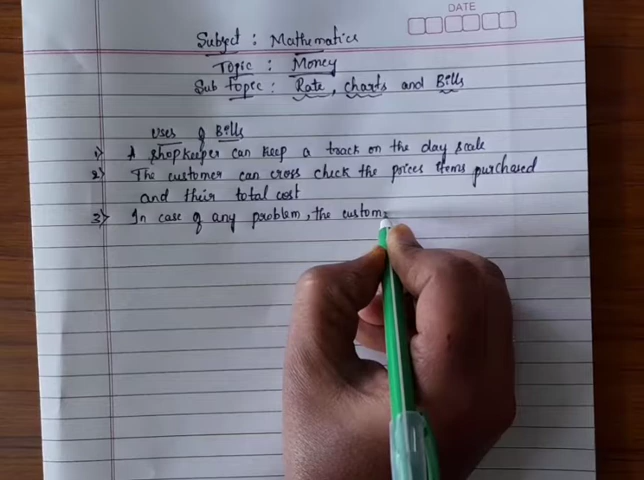 DATE
Subject : Mathematics
Topic : Money
Sub topic : Rate, charts and Bills
Uses of Bills
1) A shopkeeper can keep a track on the day scale
2) The customer can cross check the prices items purchased
and their total cost
3) In case of any problem, the custome